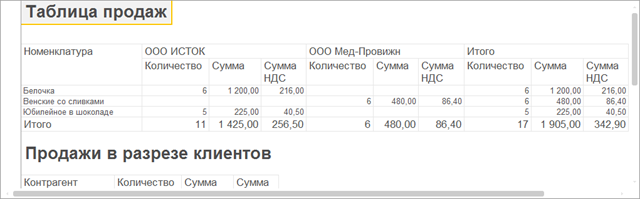 Таблица продаж
Номенклатура ООО ИСТОК ООО Мед-Провижн Итого
Количество Сумма Сумма НДС Количество Сумма Сумма НДС Количество Сумма Сумма НДС
Белочка 6 1 200,00 216,00 6 1 200,00 216,00
Венские со сливками 6 480,00 86,40 6 480,00 86,40
Юбилейное в шоколаде 5 225,00 40,50 5 225,00 40,50
Итого 11 1 425,00 256,50 6 480,00 86,40 17 1 905,00 342,90
Продажи в разрезе клиентов
Контрагент Количество Сумма Сумма